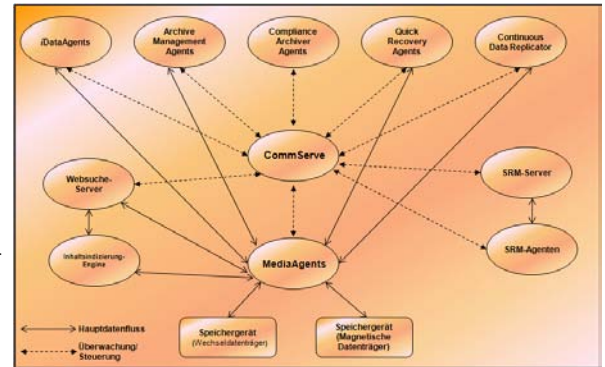 iDataAgents
Archive
Management
Agents
Compliance
Archiver
Agents
Quick
Recovery
Agents
Continuous
Data Replicator
CommServe
Websuche-
Server
SRM-Server
Inhaltsindizierung-
Engine
MediaAgents
SRM-Agenten
Speichergerät
(Wechseldatenträger)
Speichergerät
(Magnetische
Datenträger)
Hauptdatenfluss
Überwachung/
Steuerung